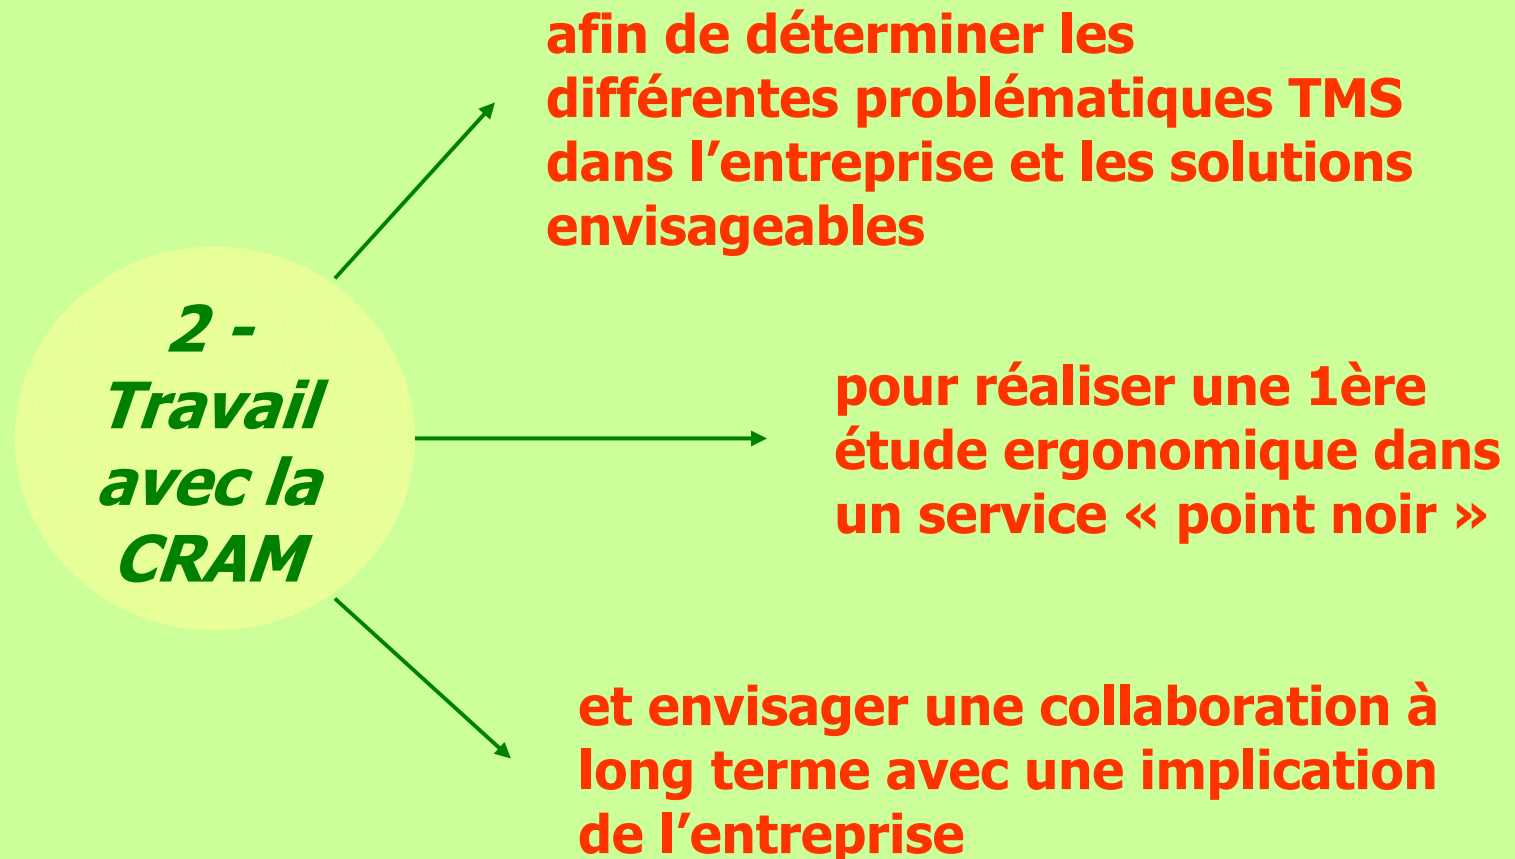 afin de déterminer les
différentes problématiques TMS
dans l’entreprise et les solutions
envisageables
2 -
Travail
avec la
CRAM
pour réaliser une 1ère
étude ergonomique dans
un service « point noir »
et envisager une collaboration à
long terme avec une implication
de l’entreprise